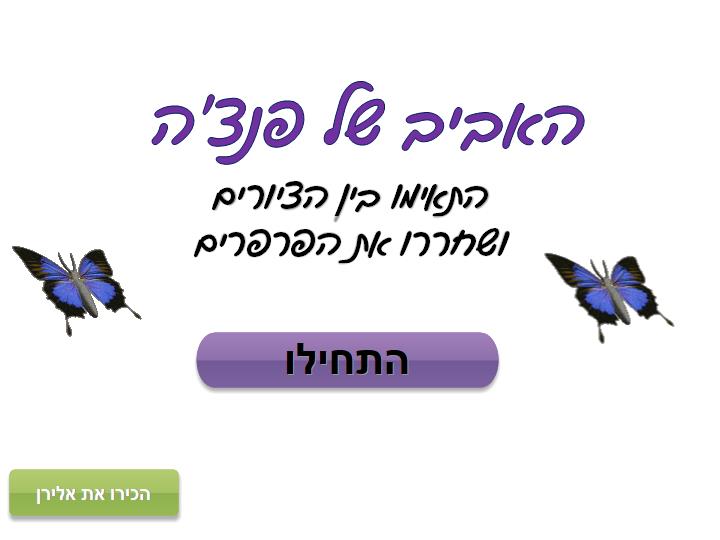 האביב של פנצ'ה
התאימו בין הציורים
ושחררו את הפרפרים
התחילו
הכירו את אלירן